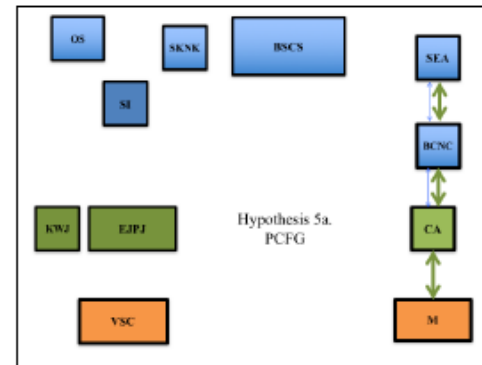 OS
SKNK
BSCS
SEA
SI
BCNC
KWJ
EJPJ
Hypothesis 5a.
PCFG
CA
VSC
M